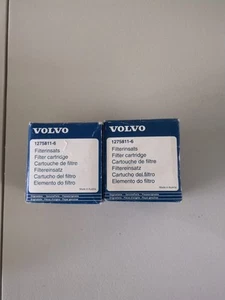 VOLVO
1275811-6
Filterinsats
Filter cartridge
Cartouche de filtre
Filtereinsatz
Cartucho del filtro
Elemento do filtro
VOLVO
1275811-6
Filterinsats
Filter cartridge
Cartouche de filtre
Filtereinsatz
Cartucho del filtro
Elemento do filtro